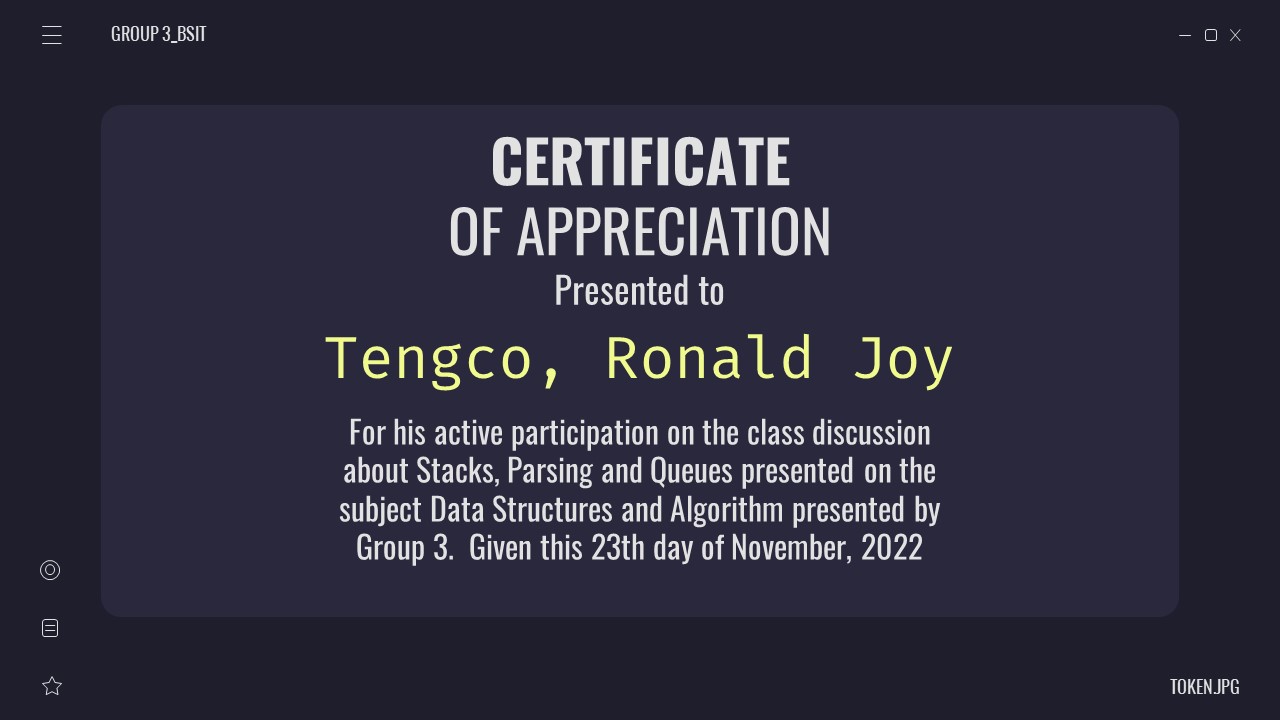 GROUP 3_BSIT
CERTIFICATE
OF APPRECIATION
Presented to
Tengco, Ronald Joy
For his active participation on the class discussion
about Stacks, Parsing and Queues presented on the
subject Data Structures and Algorithm presented by
Group 3. Given this 23th day of November, 2022
TOKEN.JPG